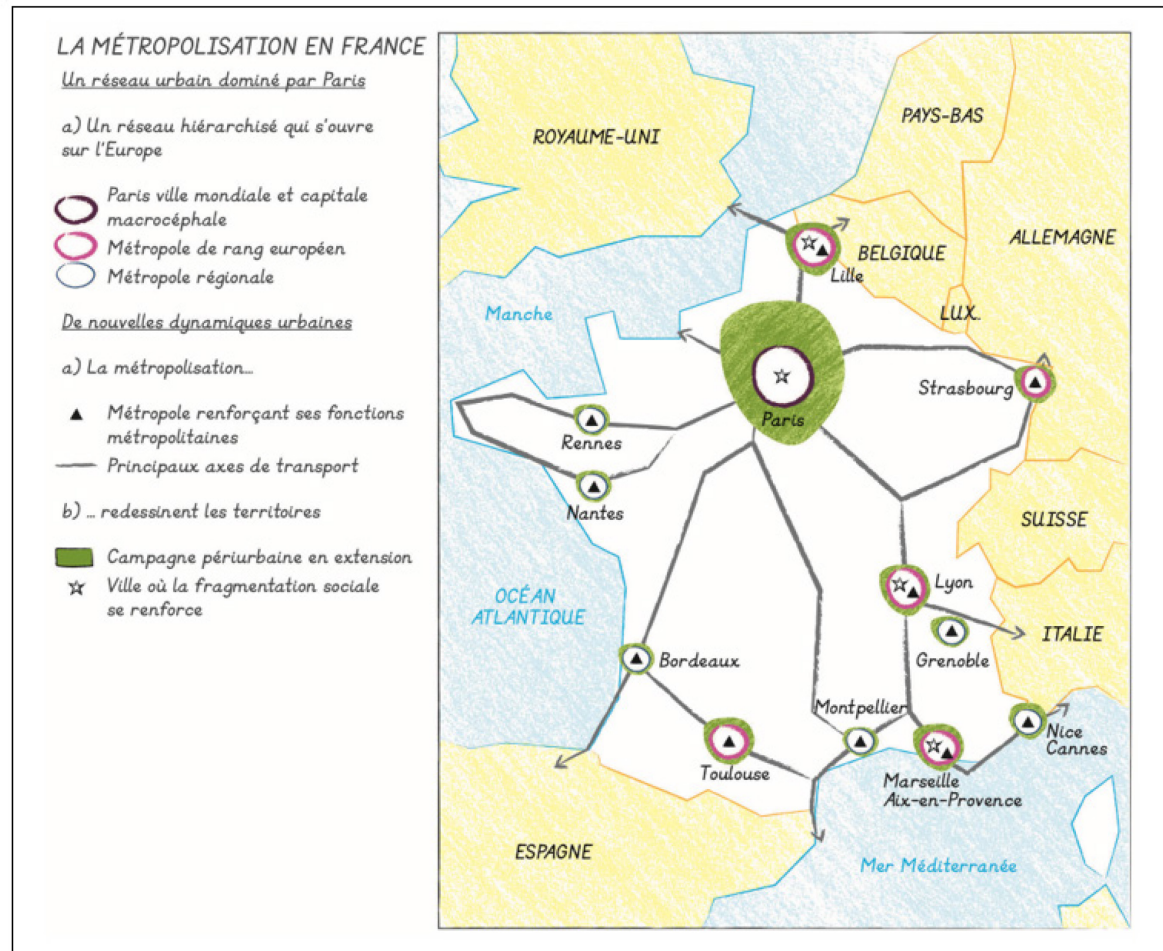 LA MÉTROPOLISATION EN FRANCE
Un réseau urbain dominé par Paris
a) Un réseau hiérarchisé qui s'ouvre
sur l'Europe
Paris ville mondiale et capitale
macrocéphale
Métropole de rang européen
Métropole régionale
De nouvelles dynamiques urbaines
a) La métropolisation...
Métropole renforçant ses fonctions
métropolitaines
Principaux axes de transport
b) ... redessinent les territoires
Campagne périurbaine en extension
Ville où la fragmentation sociale
se renforce
ROYAUME-UNI
PAYS-BAS
ALLEMAGNE
BELGIQUE
Lille
LUX.
Manche
Strasbourg
Paris
Rennes
Nantes
SUISSE
OCÉAN
ATLANTIQUE
Lyon
ITALIE
Grenoble
Bordeaux
Montpellier
Nice
Cannes
Toulouse
Marseille
Aix-en-Provence
ESPAGNE
Mer Méditerranée